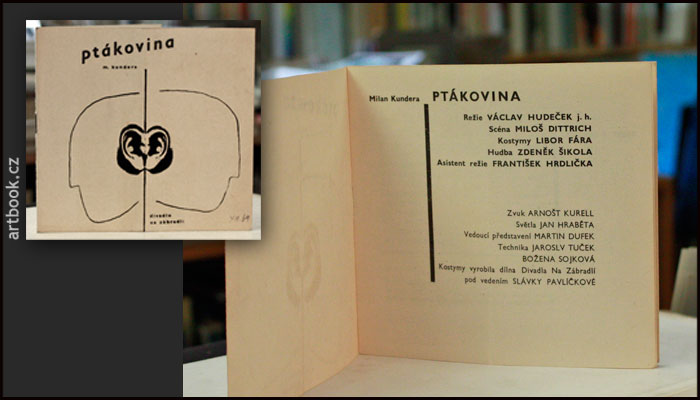 artbook.cz
ptákovina
m. kundera
divadlo
na zábradlí
Milan Kundera PTÁKOVINA
Režie VÁCLAV HUDEČEK j. h.
Scéna MILOŠ DITTRICH
Kostymy LIBOR FÁRA
Hudba ZDENĚK ŠIKOLA
Asistent režie FRANTIŠEK HRDLIČKA
Zvuk ARNOŠT KURELL
Světla JAN HRABĚTA
Vedoucí představení MARTIN DUFEK
Technika JAROSLV TUČEK
BOŽENA SOJKOVÁ
Kostymy vyrobila dílna Divadla Na Zábradlí
pod vedením SLÁVKY PAVLÍČKOVÉ